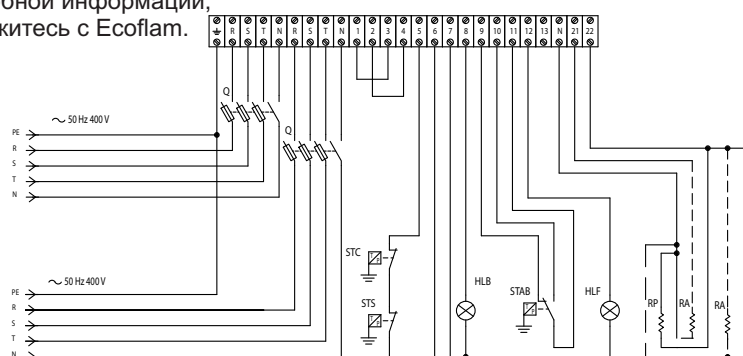 бной информации,
житесь с Ecoflam.
R S T N R S T N 1 2 3 4 5 6 7 8 9 10 11 12 13 N 21 22
Q
50 Hz 400 V
PE
Q
R
S
T
N
STC
50 Hz 400 V
HLB
STAB
HLF
PE
STS
RP
RA
RA
R
S
T
N